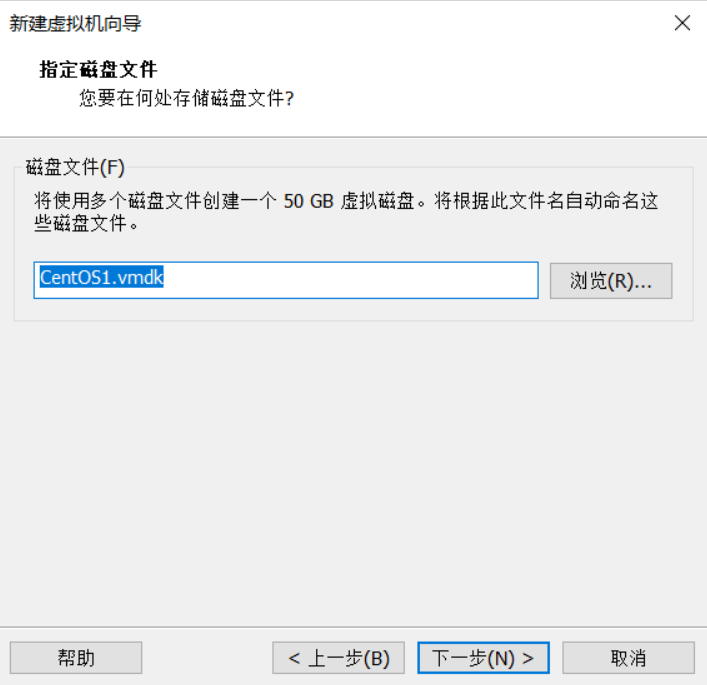 新建虚拟机向导
指定磁盘文件
您要在何处存储磁盘文件?
磁盘文件(F)
将使用多个磁盘文件创建一个 50 GB 虚拟磁盘。将根据此文件名自动命名这
些磁盘文件。
CentOS1.vmdk
浏览(R)...
帮助
< 上一步(B)
下一步(N) >
取消